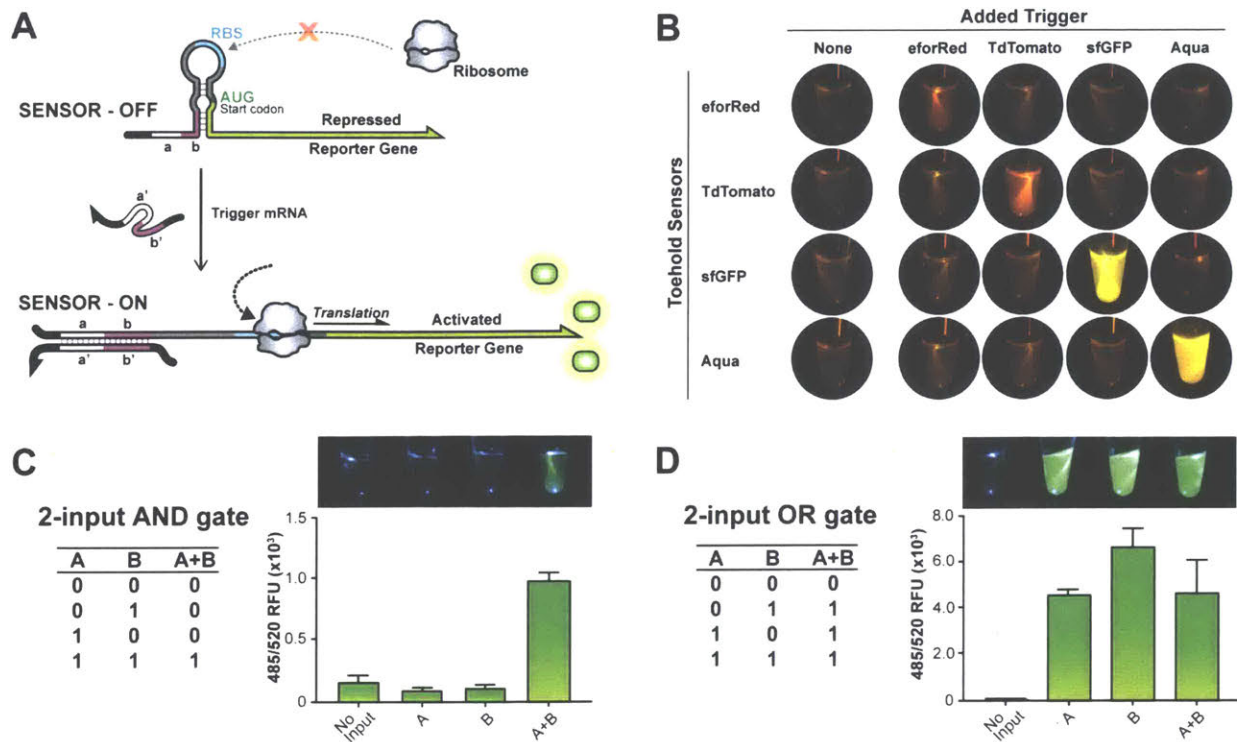 A
RBS
Ribosome
AUG
Start codon
SENSOR - OFF
Repressed
Reporter Gene
a b
a'
b'
Trigger mRNA
SENSOR - ON
a b
Translation
Activated
Reporter Gene
a' b'
B
Added Trigger
None eforRed TdTomato sfGFP Aqua
Toehold Sensors
eforRed
TdTomato
sfGFP
Aqua
C
2-input AND gate
A B A+B
0 0 0
0 1 0
1 0 0
1 1 1
485/520 RFU (x10³)
1.5
1.0
0.5
0
No Input A B A+B
D
2-input OR gate
A B A+B
0 0 0
0 1 1
1 0 1
1 1 1
485/520 RFU (x10³)
8.0
6.0
4.0
2.0
0
No Input A B A+B